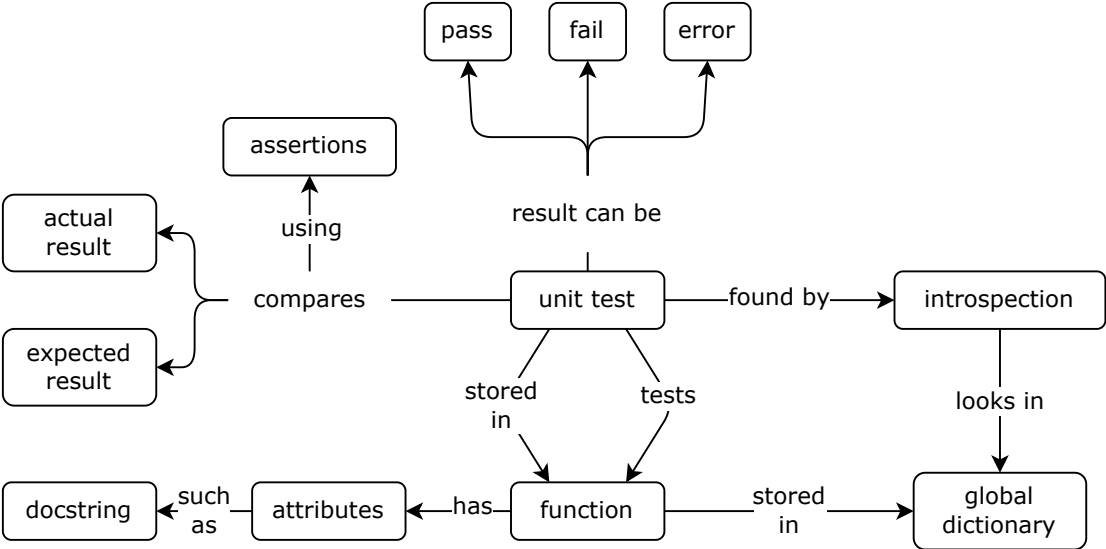 pass
fail
error
assertions
actual
result
using
result can be
compares
unit test
found by
introspection
expected
result
stored
in
tests
looks in
docstring
such
as
attributes
has
function
stored
in
global
dictionary